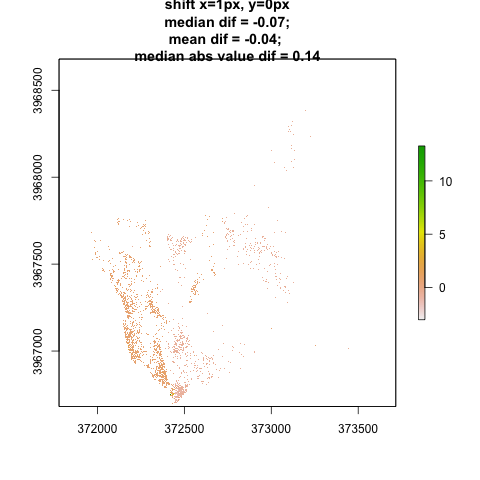 shift x=1px, y=0px
median dif = -0.07;
mean dif = -0.04;
median abs value dif = 0.14
3968500
3968000
3967500
3967000
10
5
0
372000 372500 373000 373500